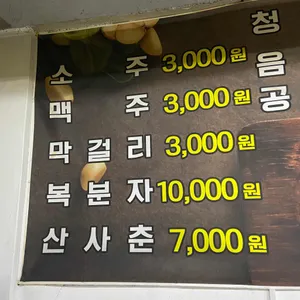 소 주 3,000원
맥 주 3,000원
막 걸 리 3,000원
복 분 자 10,000원
산 사 춘 7,000원
청
음
공